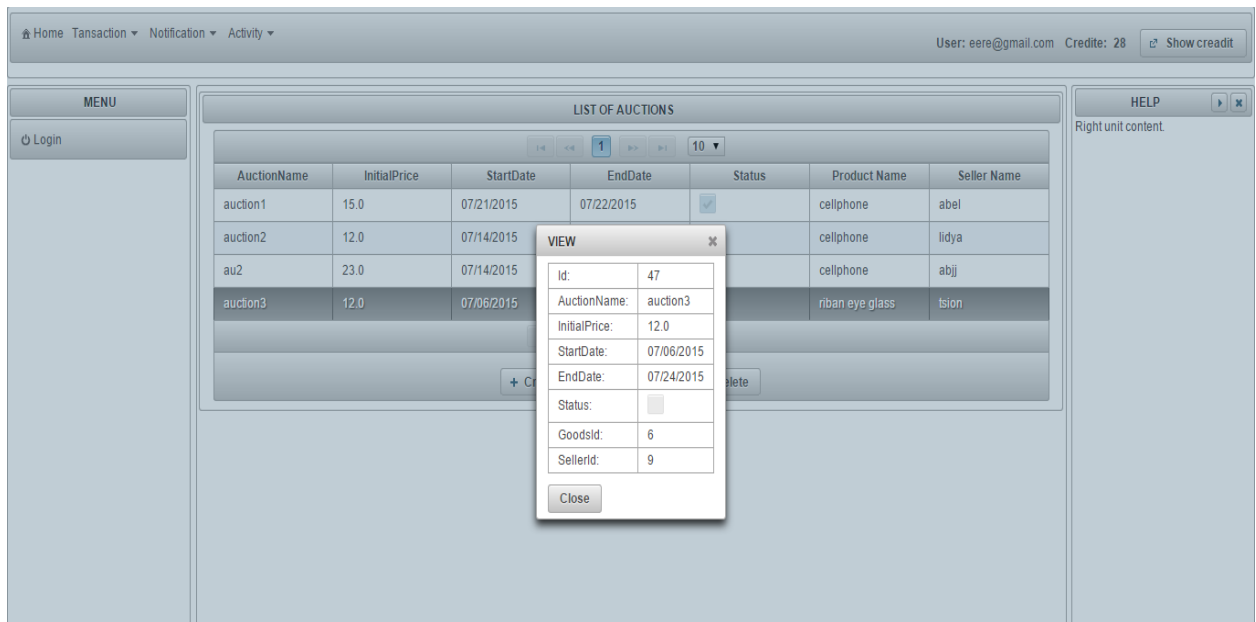 Home Tansaction Notification Activity
User: eere@gmail.com Credite: 28 Show creadit
MENU
Login
LIST OF AUCTIONS
1 10
AuctionName InitialPrice StartDate EndDate Status Product Name Seller Name
auction1 15.0 07/21/2015 07/22/2015 cellphone abel
auction2 12.0 07/14/2015 cellphone lidya
au2 23.0 07/14/2015 cellphone abjj
auction3 12.0 07/06/2015 riban eye glass tsion
VIEW
Id: 47
AuctionName: auction3
InitialPrice: 12.0
StartDate: 07/06/2015
EndDate: 07/24/2015
Status:
GoodsId: 6
SellerId: 9
Close
HELP
Right unit content.